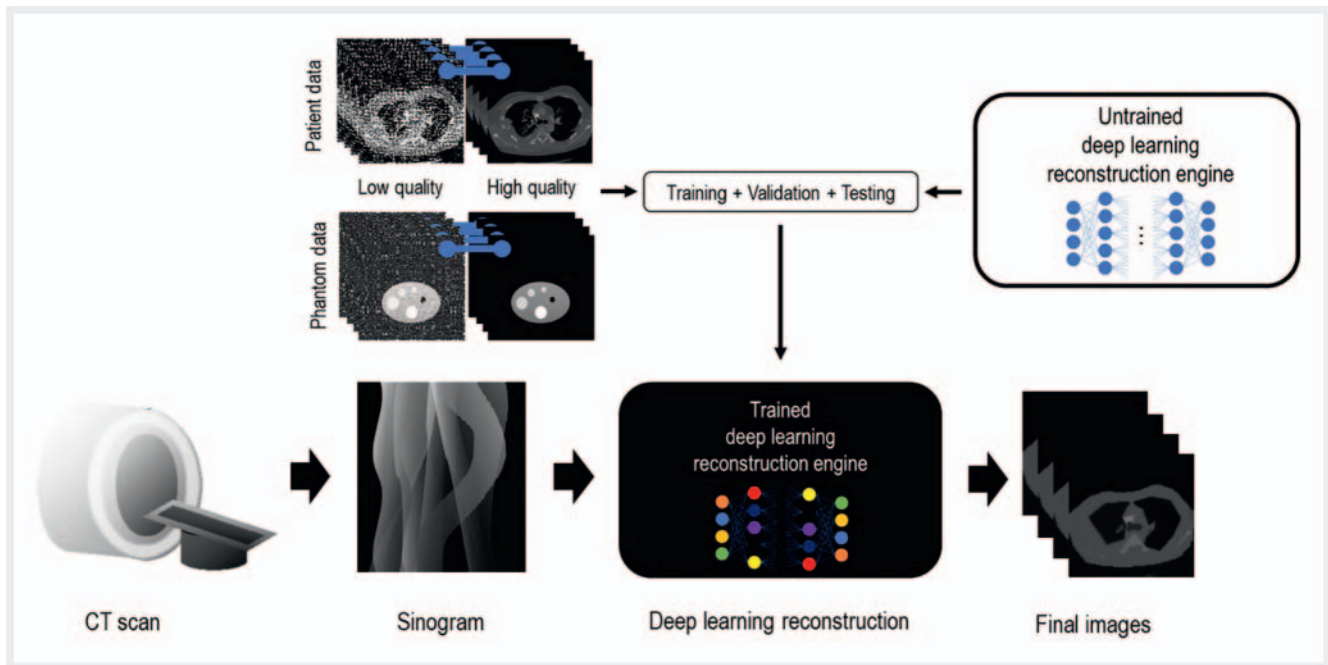 Patient data
Low quality
High quality
Phantom data
Training + Validation + Testing
Untrained
deep learning
reconstruction engine
Trained
deep learning
reconstruction engine
CT scan
Sinogram
Deep learning reconstruction
Final images